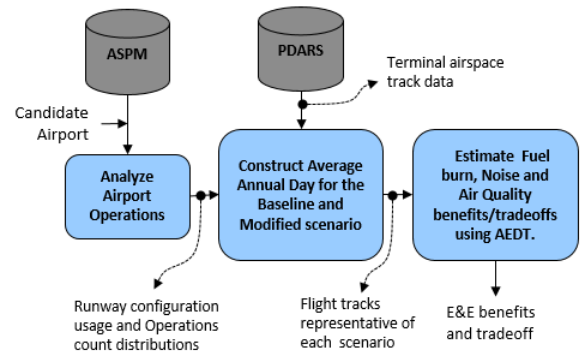 ASPM
PDARS
Terminal airspace
track data
Candidate
Airport
Analyze
Airport
Operations
Construct Average
Annual Day for the
Baseline and
Modified scenario
Estimate Fuel
burn, Noise and
Air Quality
benefits/tradeoffs
using AEDT.
Runway configuration
usage and Operations
count distributions
Flight tracks
representative of
each scenario
E&E benefits
and tradeoff